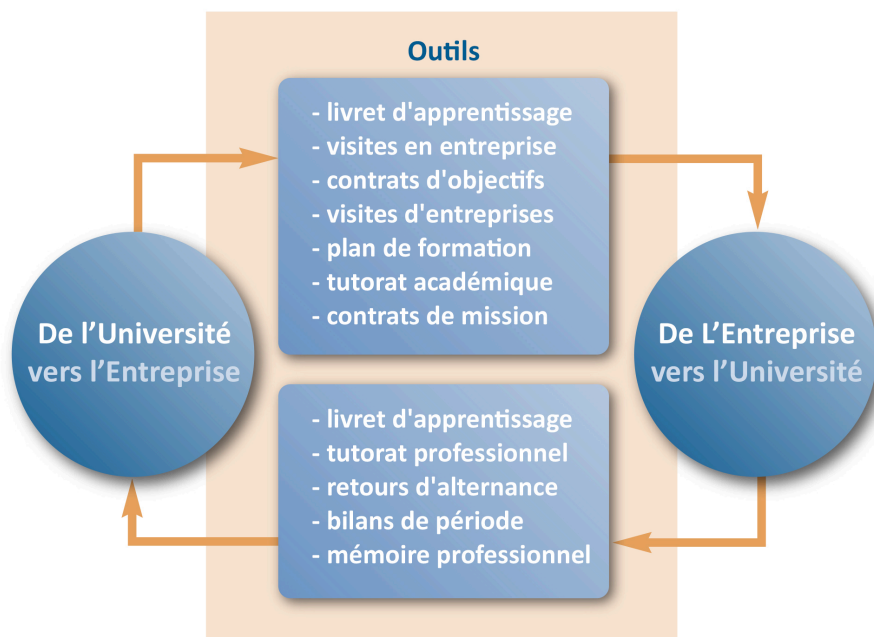 Outils
- livret d'apprentissage
- visites en entreprise
- contrats d'objectifs
- visites d'entreprises
- plan de formation
- tutorat académique
- contrats de mission
De l’Université
vers l’Entreprise
De L’Entreprise
vers l’Université
- livret d'apprentissage
- tutorat professionnel
- retours d'alternance
- bilans de période
- mémoire professionnel